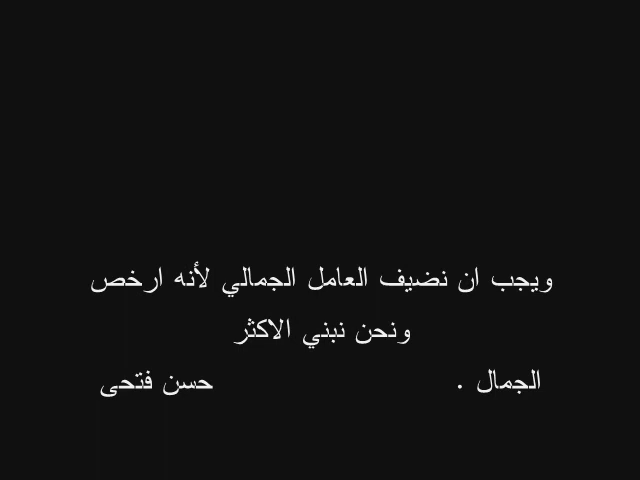 ويجب ان نضيف العامل الجمالي لأنه ارخص
ونحن نبني الاكثر
الجمال . حسن فتحى